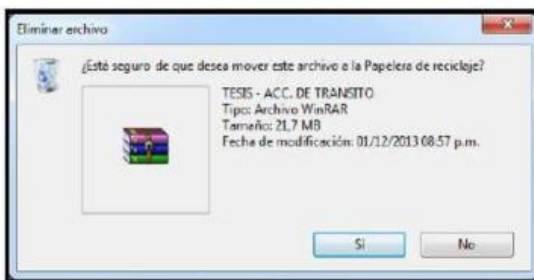 Eliminar archivo
¿Está seguro de que desea mover este archivo a la Papelera de reciclaje?
TESIS - ACC. DE TRANSITO
Tipo: Archivo WinRAR
Tamaño: 21,7 MB
Fecha de modificación: 01/12/2013 08:57 p.m.
Sí
No